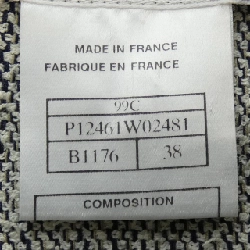 MADE IN FRANCE
FABRIQUE EN FRANCE
99C
P12461W02481
B1176 38
COMPOSITION